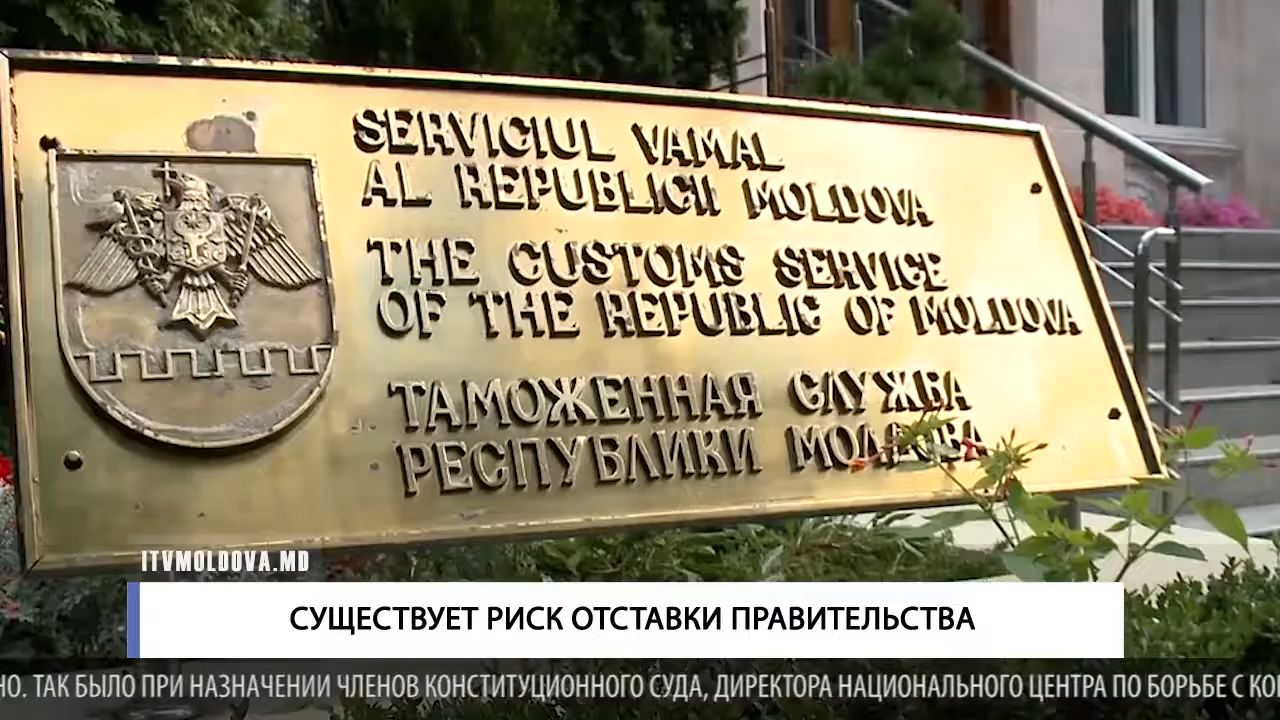 SERVICIUL VAMAL
AL REPUBLICII MOLDOVA
THE CUSTOMS SERVICE
OF THE REPUBLIC OF MOLDOVA
ТАМОЖЕННАЯ СЛУЖБА
РЕСПУБЛИКИ МОЛДОВА
ITVMOLDOVA.MD
СУЩЕСТВУЕТ РИСК ОТСТАВКИ ПРАВИТЕЛЬСТВА
НО. ТАК БЫЛО ПРИ НАЗНАЧЕНИИ ЧЛЕНОВ КОНСТИТУЦИОННОГО СУДА, ДИРЕКТОРА НАЦИОНАЛЬНОГО ЦЕНТРА ПО БОРЬБЕ С КО